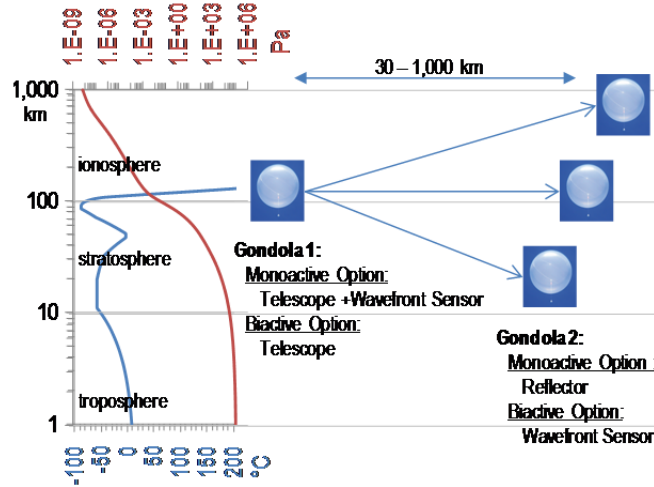 1.E-09
1.E-06
1.E-03
1.E+00
1.E+03
1.E+06
Pa
30 – 1,000 km
1,000
km
ionosphere
100
stratosphere
10
troposphere
1
-100
-50
0
50
100
150
200
°C
Gondola 1:
Monoactive Option:
Telescope +Wavefront Sensor
Biactive Option:
Telescope
Gondola 2:
Monoactive Option :
Reflector
Biactive Option:
Wavefront Sensor